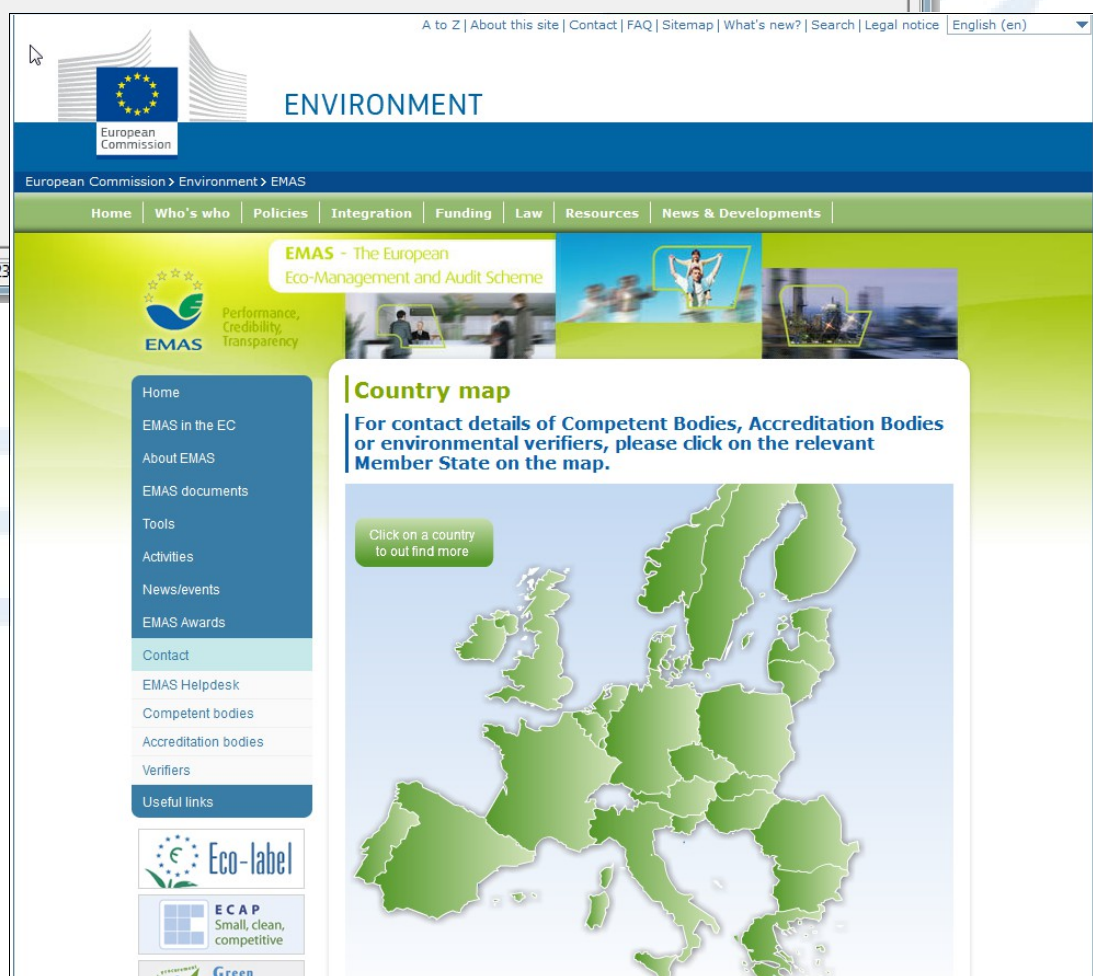 A to Z | About this site | Contact | FAQ | Sitemap | What's new? | Search | Legal notice English (en)
ENVIRONMENT
European
Commission
European Commission > Environment > EMAS
Home Who's who Policies Integration Funding Law Resources News & Developments
23
EMAS - The European
Eco-Management and Audit Scheme
EMAS
Performance,
Credibility,
Transparency
Home
EMAS in the EC
About EMAS
EMAS documents
Tools
Activities
News/events
EMAS Awards
Contact
EMAS Helpdesk
Competent bodies
Accreditation bodies
Verifiers
Useful links
Eco-label
ECAP
Small, clean,
competitive
procurement
Green
Country map
For contact details of Competent Bodies, Accreditation Bodies
or environmental verifiers, please click on the relevant
Member State on the map.
Click on a country
to out find more